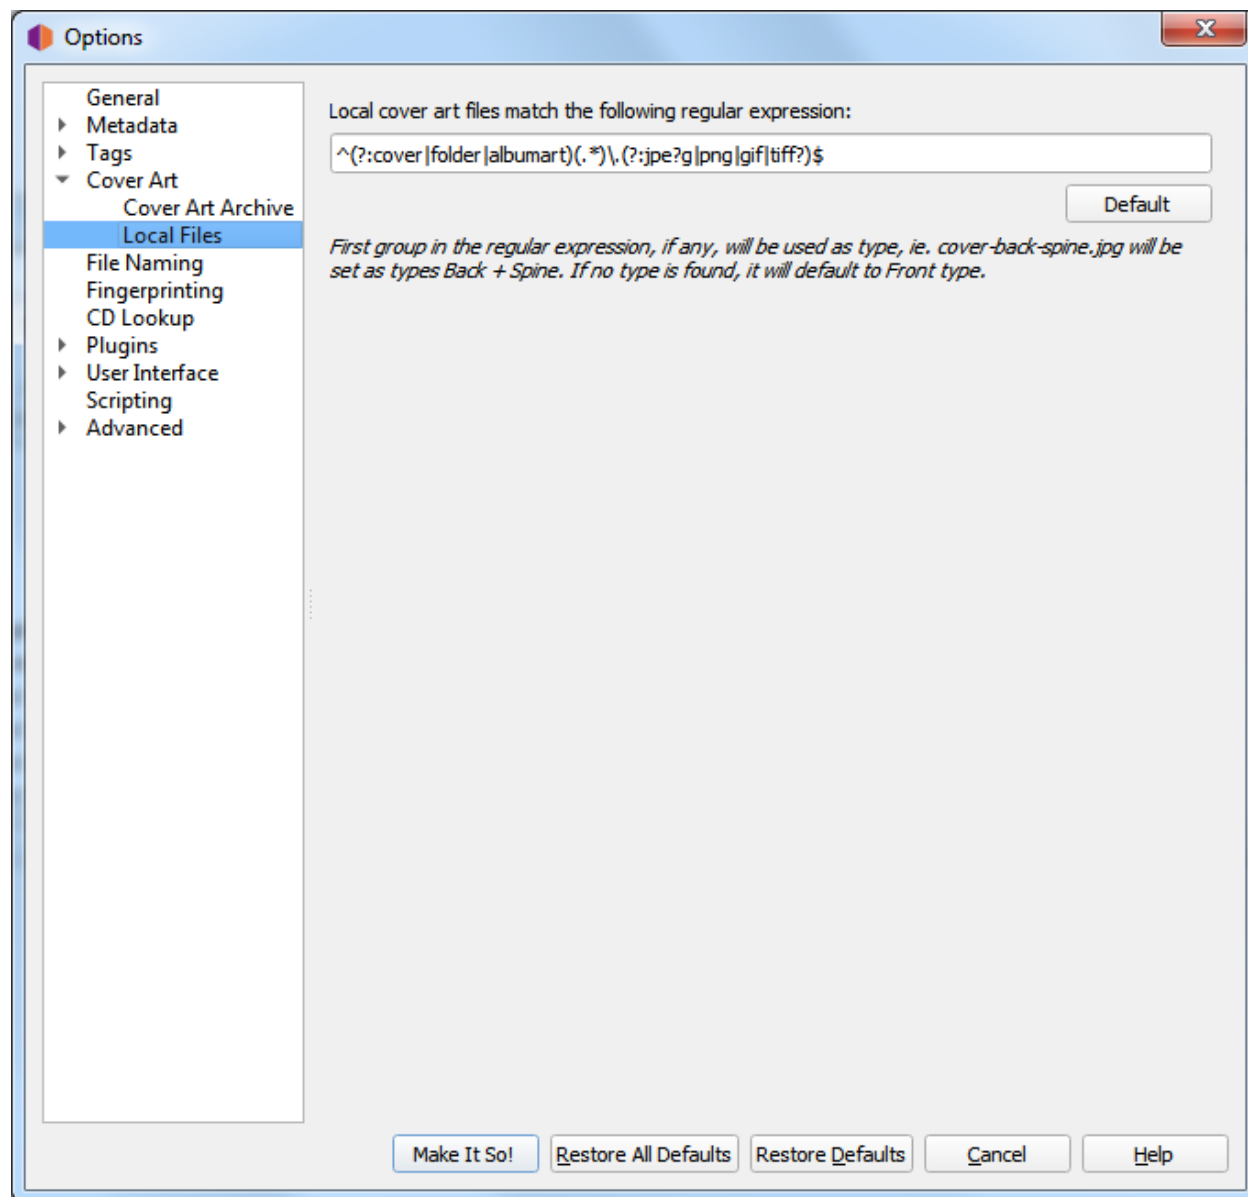 Options
General
Metadata
Tags
Cover Art
Cover Art Archive
Local Files
File Naming
Fingerprinting
CD Lookup
Plugins
User Interface
Scripting
Advanced
Local cover art files match the following regular expression:
^(?:cover|folder|albumart)(.*)\.(?:jpe?g|png|gif|tiff?)$
Default
First group in the regular expression, if any, will be used as type, ie. cover-back-spine.jpg will be
set as types Back + Spine. If no type is found, it will default to Front type.
Make It So!
Restore All Defaults
Restore Defaults
Cancel
Help